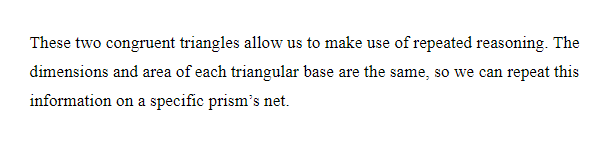 These two congruent triangles allow us to make use of repeated reasoning. The
dimensions and area of each triangular base are the same, so we can repeat this
information on a specific prism’s net.